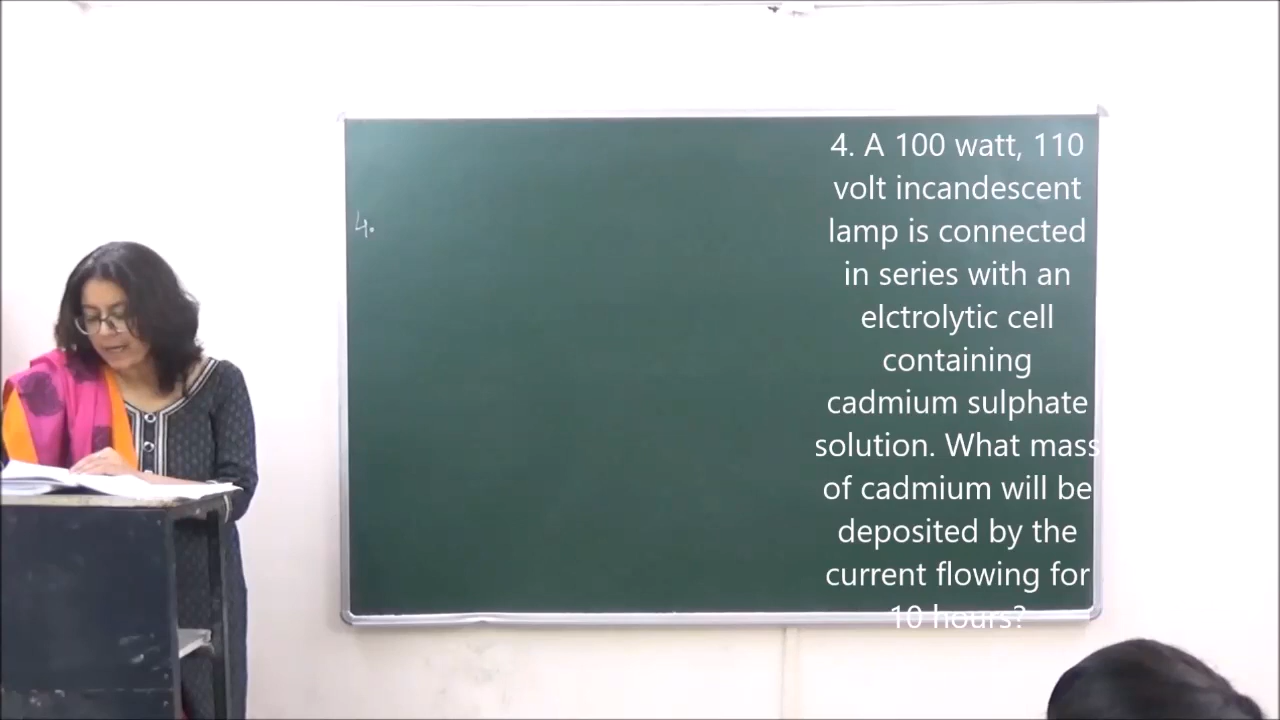 4. A 100 watt, 110
volt incandescent
lamp is connected
in series with an
elctrolytic cell
containing
cadmium sulphate
solution. What mass
of cadmium will be
deposited by the
current flowing for
10 hours?
4.